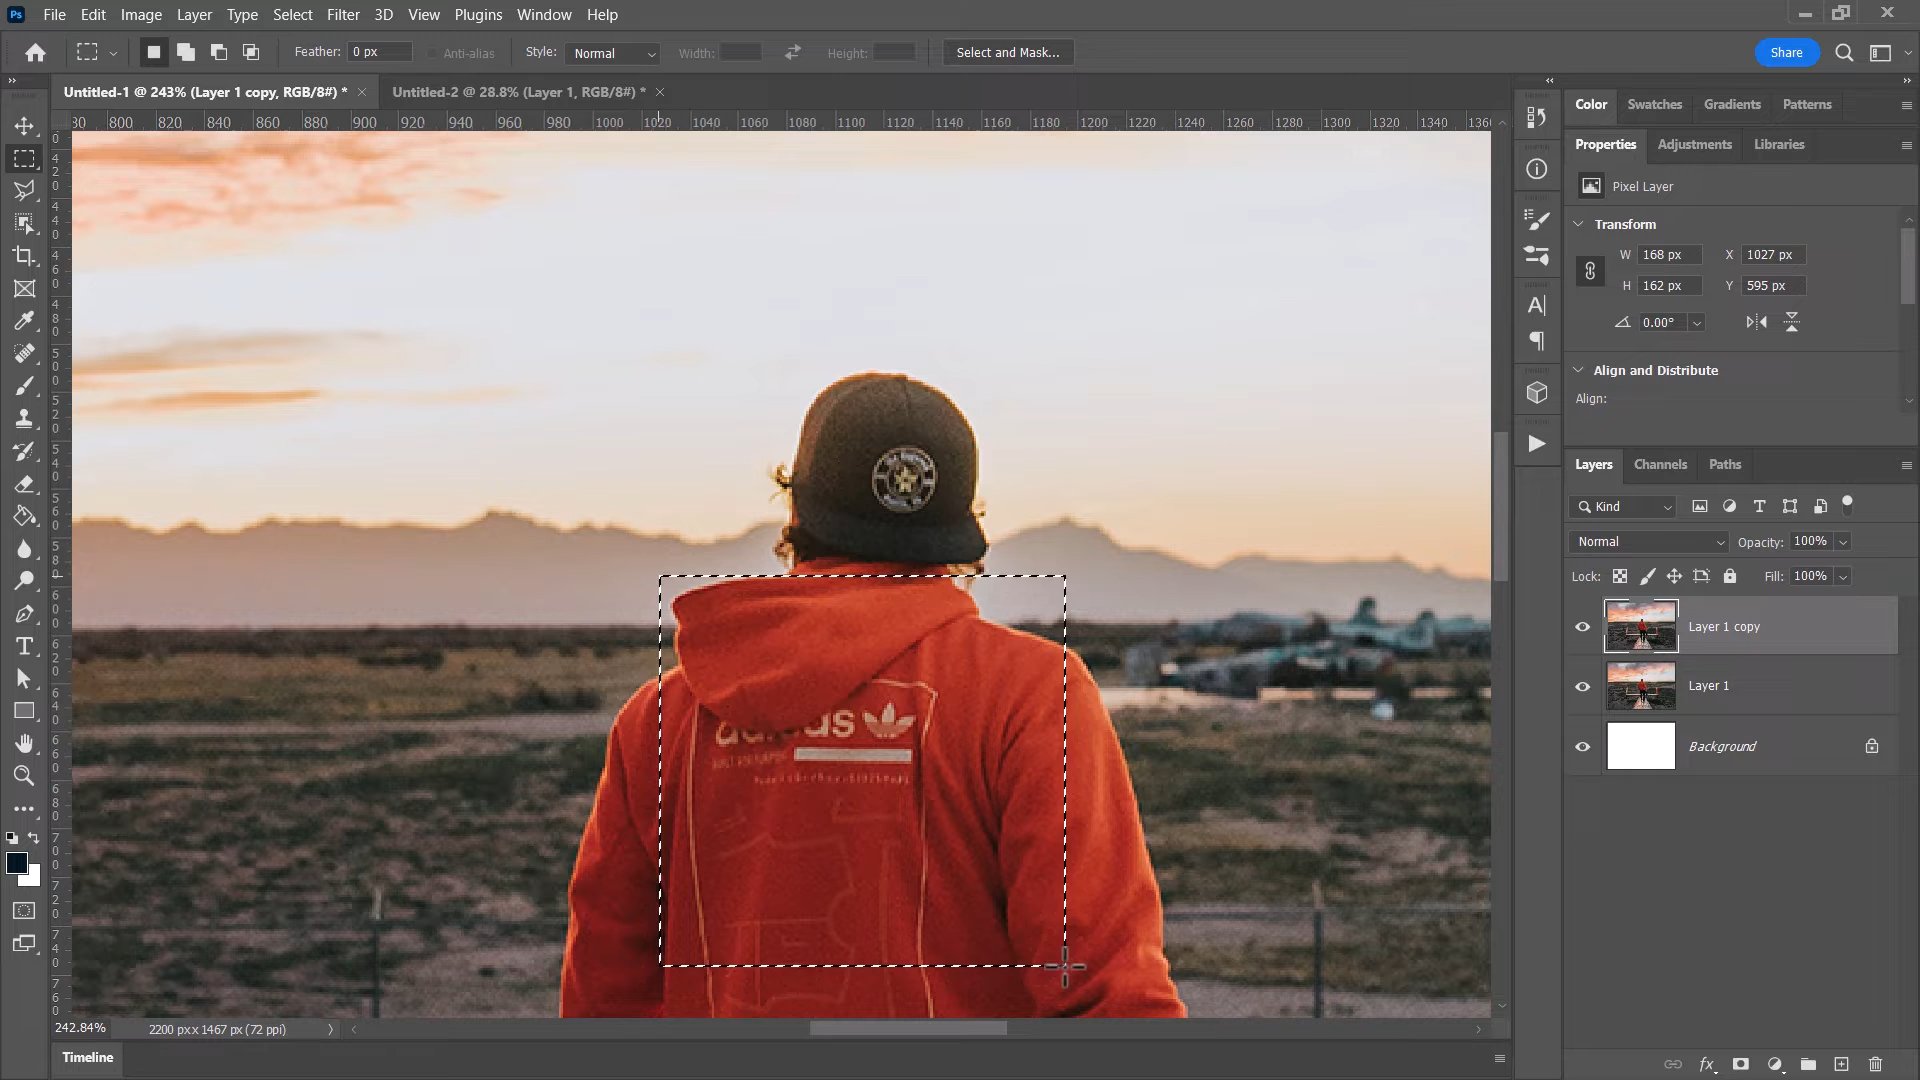 Ps File Edit Image Layer Type Select Filter 3D View Plugins Window Help
Feather: 0 px Anti-alias Style: Normal Width: Height: Select and Mask... Share
Untitled-1 @ 243% (Layer 1 copy, RGB/8#) * Untitled-2 @ 28.8% (Layer 1, RGB/8#) *
80 800 820 840 860 880 900 920 940 960 980 1000 1020 1040 1060 1080 1100 1120 1140 1160 1180 1200 1220 1240 1260 1280 1300 1320 1340 1360
Color Swatches Gradients Patterns
Properties Adjustments Libraries
Pixel Layer
Transform
W 168 px X 1027 px
H 162 px Y 595 px
0.00°
Align and Distribute
Align:
Layers Channels Paths
Kind
Normal Opacity: 100%
Lock: Fill: 100%
Layer 1 copy
Layer 1
Background
adidas
242.84% 2200 px x 1467 px (72 ppi)
Timeline